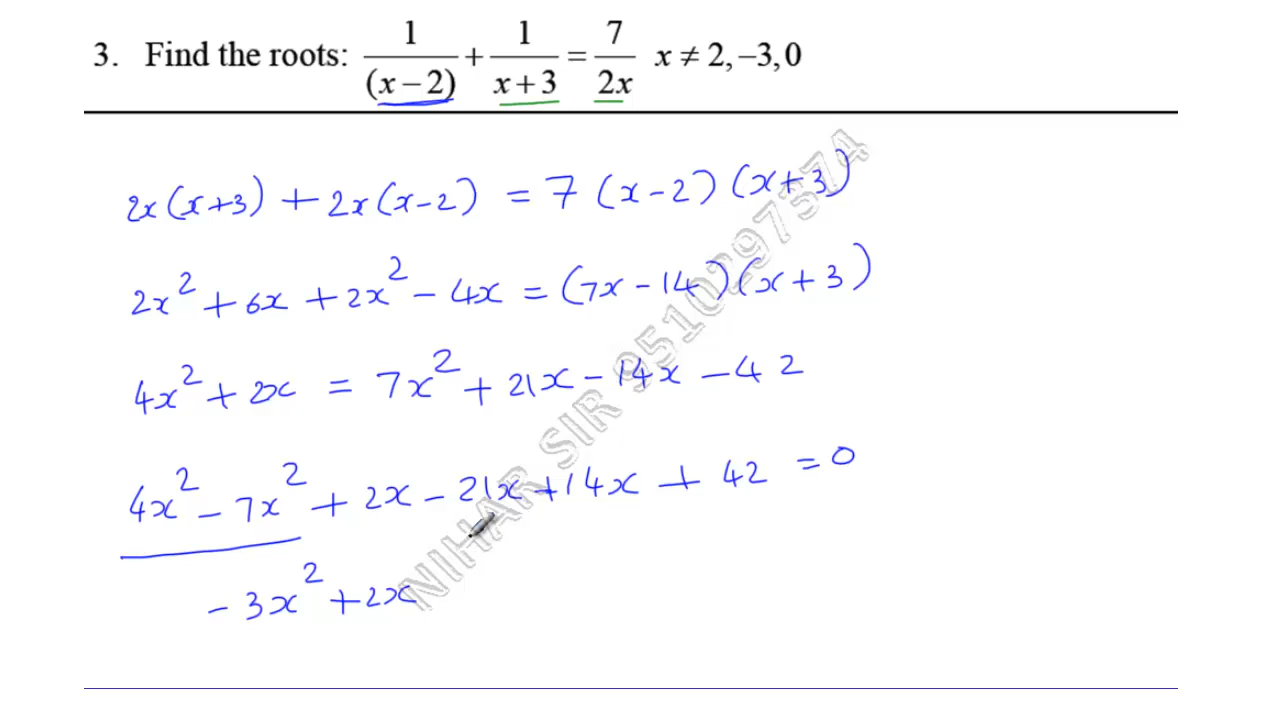 3. Find the roots: 1/(x − 2) + 1/(x + 3) = 7/2x x ≠ 2, −3, 0
2x(x+3) + 2x(x−2) = 7 (x−2) (x+3)
2x² + 6x + 2x² − 4x = (7x − 14)(x + 3)
4x² + 2x = 7x² + 21x − 14x − 42
4x² − 7x² + 2x − 21x + 14x + 42 = 0
− 3x² + 2x
NIHAR SIR 9510297574